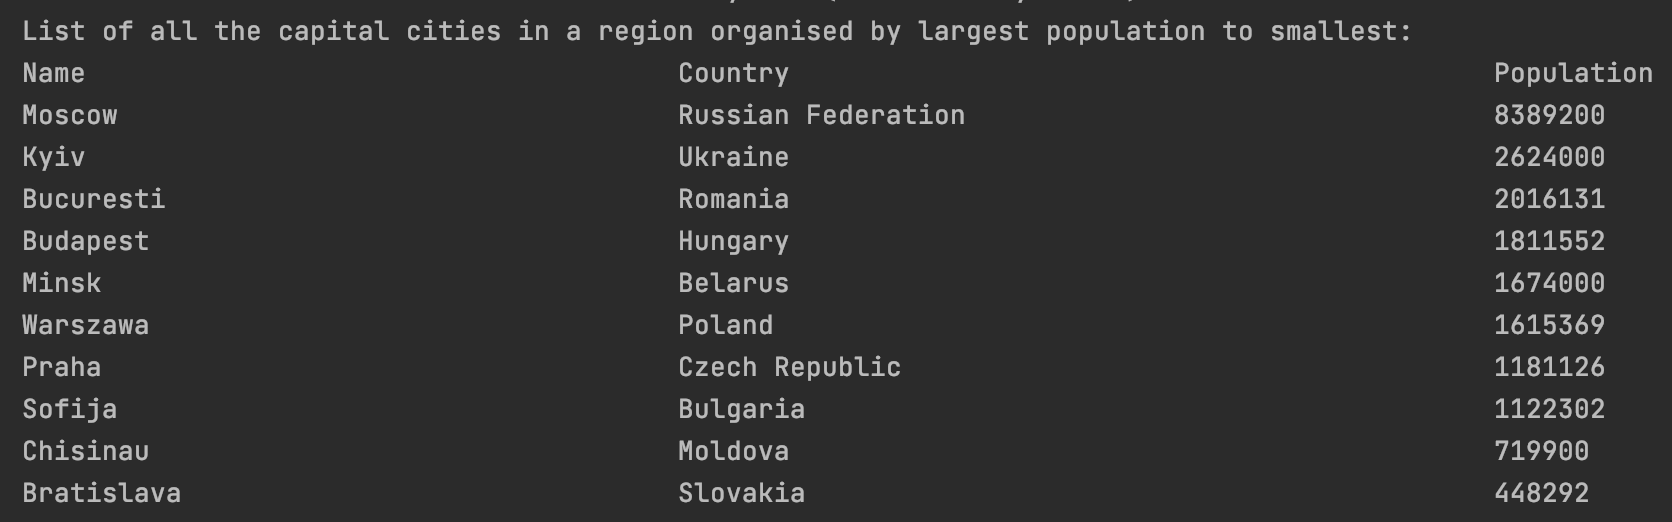 List of all the capital cities in a region organised by largest population to smallest:
Name Country Population
Moscow Russian Federation 8389200
Kyiv Ukraine 2624000
Bucuresti Romania 2016131
Budapest Hungary 1811552
Minsk Belarus 1674000
Warszawa Poland 1615369
Praha Czech Republic 1181126
Sofija Bulgaria 1122302
Chisinau Moldova 719900
Bratislava Slovakia 448292